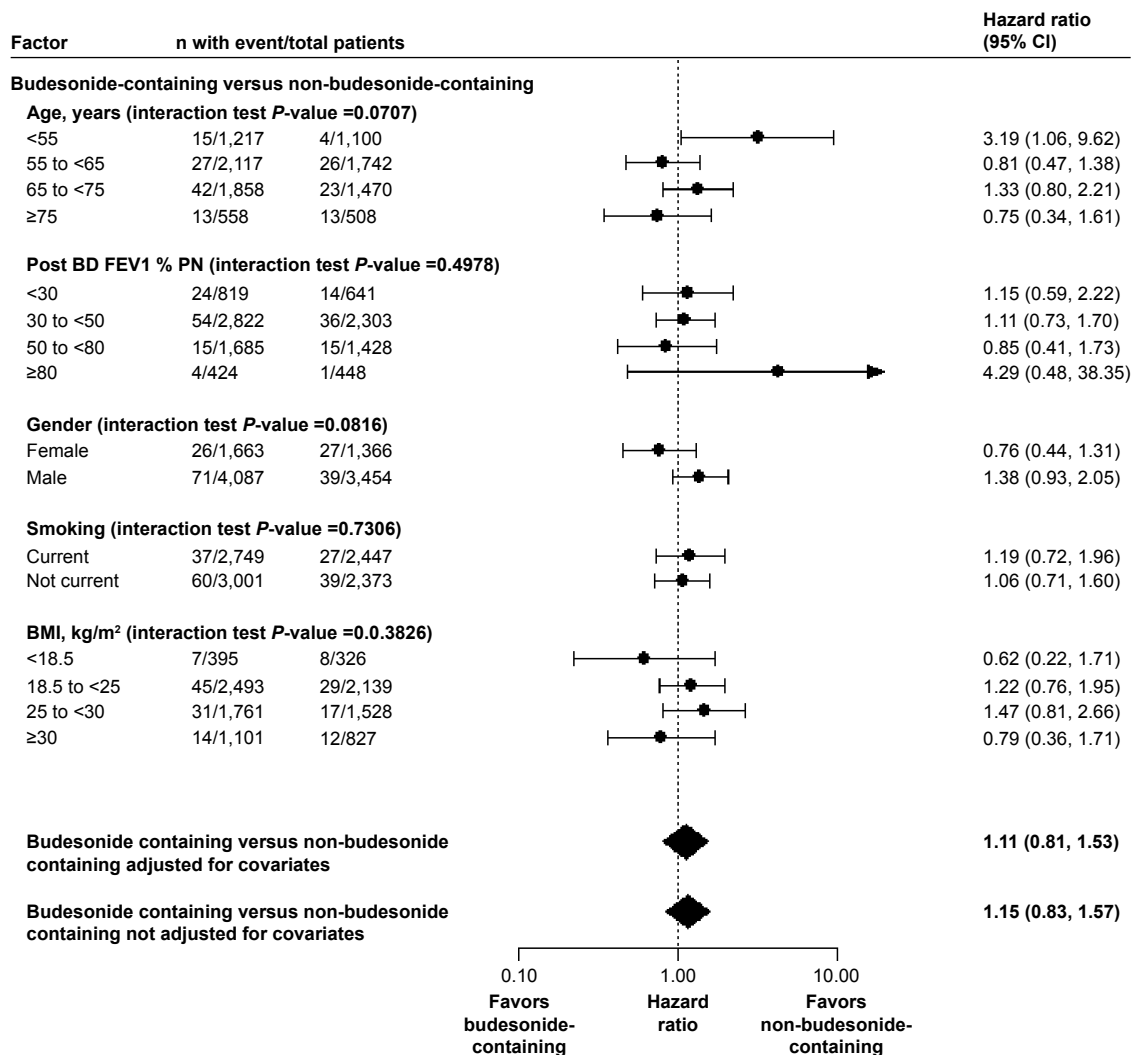 Factor n with event/total patients Hazard ratio (95% CI)
Budesonide-containing versus non-budesonide-containing
Age, years (interaction test P-value =0.0707)
<55 15/1,217 4/1,100 3.19 (1.06, 9.62)
55 to <65 27/2,117 26/1,742 0.81 (0.47, 1.38)
65 to <75 42/1,858 23/1,470 1.33 (0.80, 2.21)
≥75 13/558 13/508 0.75 (0.34, 1.61)
Post BD FEV1 % PN (interaction test P-value =0.4978)
<30 24/819 14/641 1.15 (0.59, 2.22)
30 to <50 54/2,822 36/2,303 1.11 (0.73, 1.70)
50 to <80 15/1,685 15/1,428 0.85 (0.41, 1.73)
≥80 4/424 1/448 4.29 (0.48, 38.35)
Gender (interaction test P-value =0.0816)
Female 26/1,663 27/1,366 0.76 (0.44, 1.31)
Male 71/4,087 39/3,454 1.38 (0.93, 2.05)
Smoking (interaction test P-value =0.7306)
Current 37/2,749 27/2,447 1.19 (0.72, 1.96)
Not current 60/3,001 39/2,373 1.06 (0.71, 1.60)
BMI, kg/m² (interaction test P-value =0.0.3826)
<18.5 7/395 8/326 0.62 (0.22, 1.71)
18.5 to <25 45/2,493 29/2,139 1.22 (0.76, 1.95)
25 to <30 31/1,761 17/1,528 1.47 (0.81, 2.66)
≥30 14/1,101 12/827 0.79 (0.36, 1.71)
Budesonide containing versus non-budesonide
containing adjusted for covariates 1.11 (0.81, 1.53)
Budesonide containing versus non-budesonide
containing not adjusted for covariates 1.15 (0.83, 1.57)
0.10 1.00 10.00
Favors budesonide-containing
Hazard ratio
Favors non-budesonide-containing